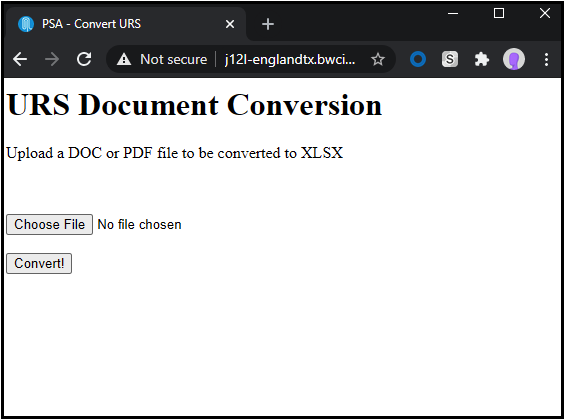 PSA - Convert URS
Not secure j12l-englandtx.bwci...
S
URS Document Conversion
Upload a DOC or PDF file to be converted to XLSX
Choose File No file chosen
Convert!